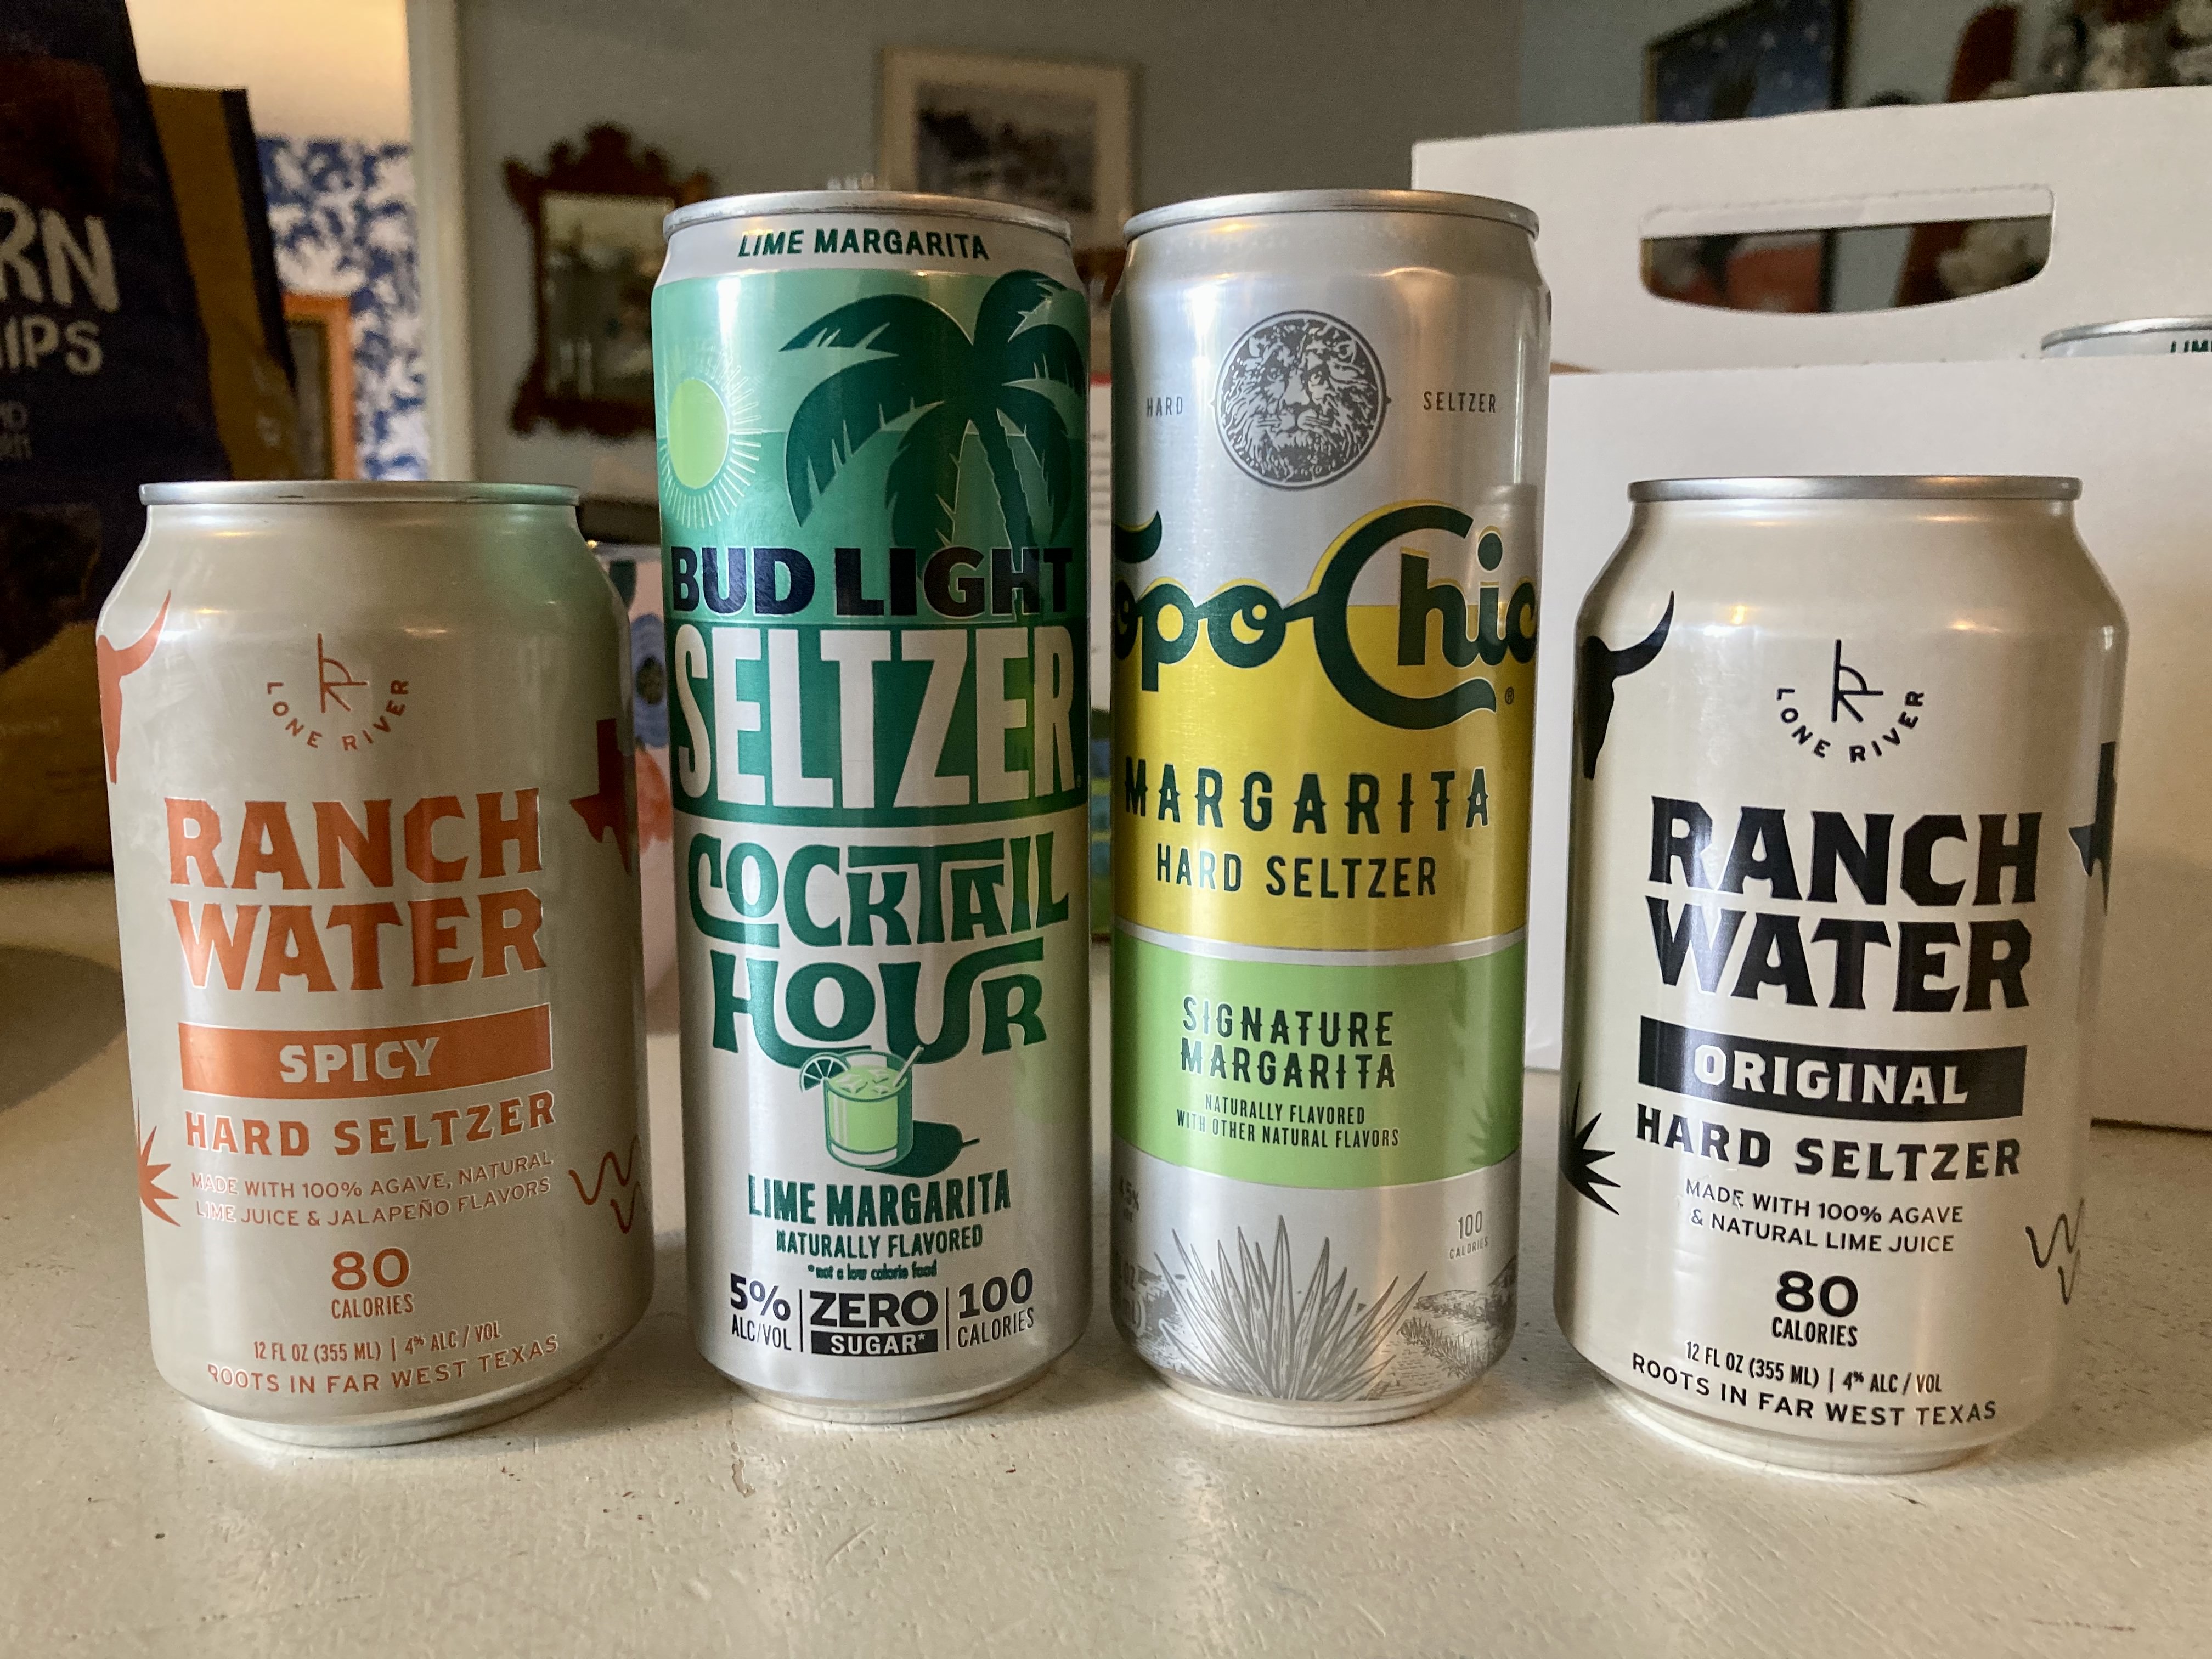 RN
IPS
LONE RIVER
RANCH
WATER
SPICY
HARD SELTZER
MADE WITH 100% AGAVE, NATURAL
LIME JUICE & JALAPEÑO FLAVORS
80
CALORIES
12 FL OZ (355 ML) | 4% ALC / VOL
ROOTS IN FAR WEST TEXAS
LIME MARGARITA
BUD LIGHT
SELTZER
COCKTAIL
HOUR
LIME MARGARITA
NATURALLY FLAVORED
*not a low calorie food
5% ALC/VOL | ZERO SUGAR* | 100 CALORIES
HARD SELTZER
Topo Chic
®
MARGARITA
HARD SELTZER
SIGNATURE
MARGARITA
NATURALLY FLAVORED
WITH OTHER NATURAL FLAVORS
100
CALORIES
LIM
LONE RIVER
RANCH
WATER
ORIGINAL
HARD SELTZER
MADE WITH 100% AGAVE
& NATURAL LIME JUICE
80
CALORIES
12 FL OZ (355 ML) | 4% ALC / VOL
ROOTS IN FAR WEST TEXAS